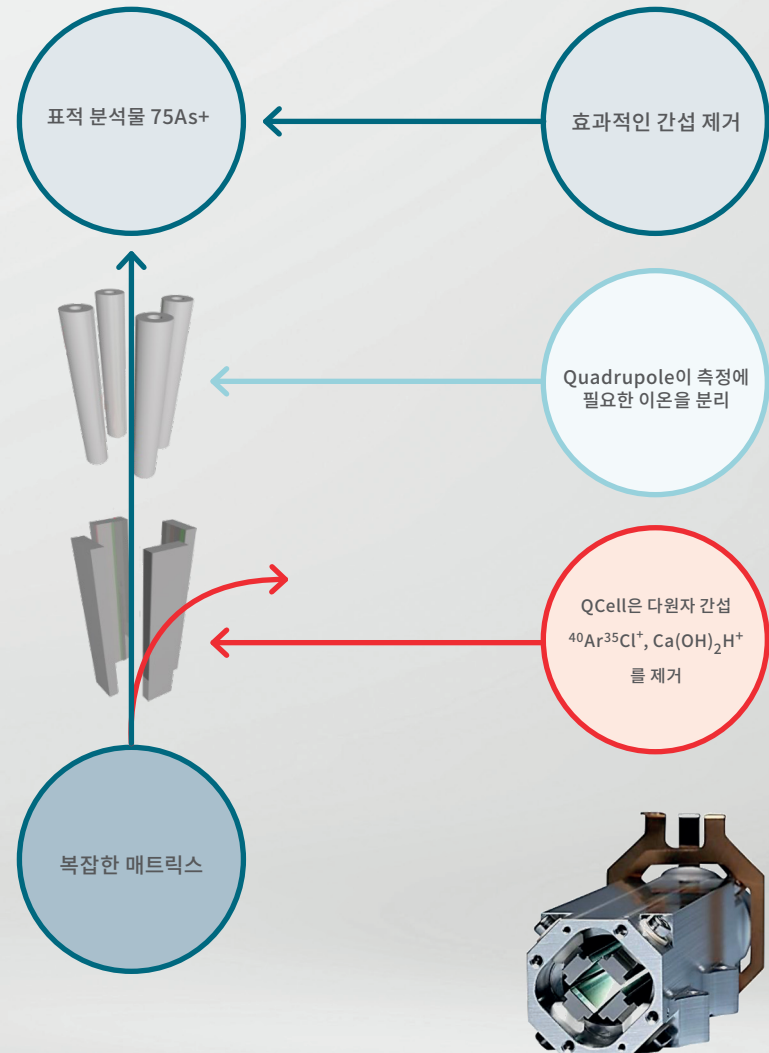 표적 분석물 75As+
효과적인 간섭 제거
Quadrupole이 측정에
필요한 이온을 분리
QCell은 다원자 간섭
⁴⁰Ar³⁵Cl⁺, Ca(OH)₂H⁺
를 제거
복잡한 매트릭스